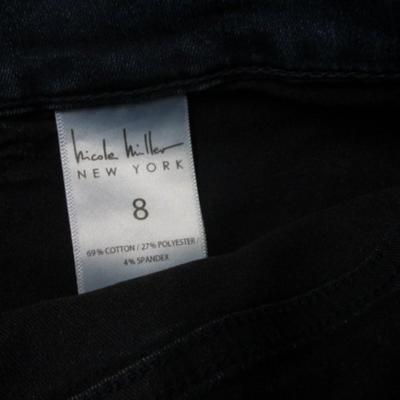 nicole miller
NEW YORK
8
69% COTTON / 27% POLYESTER /
4% SPANDEX